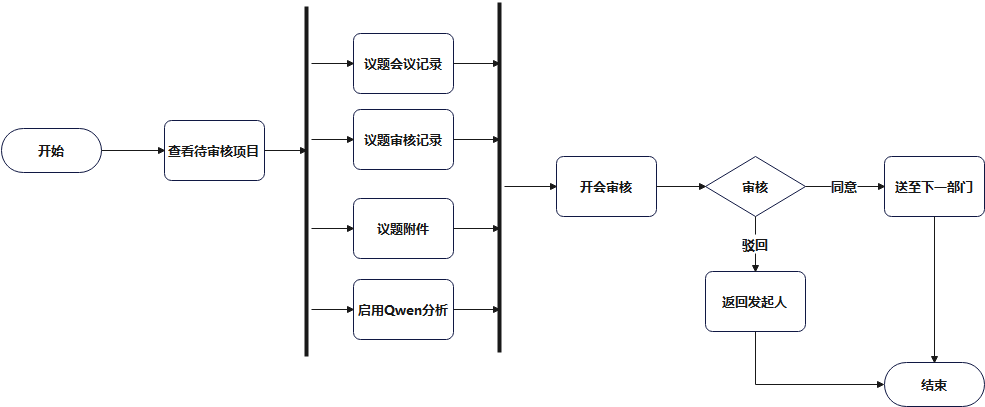 开始
查看待审核项目
议题会议记录
议题审核记录
议题附件
启用Qwen分析
开会审核
审核
同意
送至下一部门
驳回
返回发起人
结束